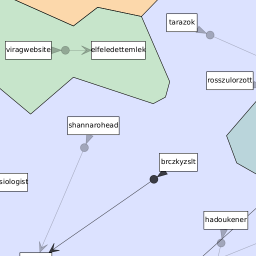 tarazok
viragwebsite
elfeledettemlek
rosszulorzott
shannarohead
brczkyzslt
siologist
hadoukener